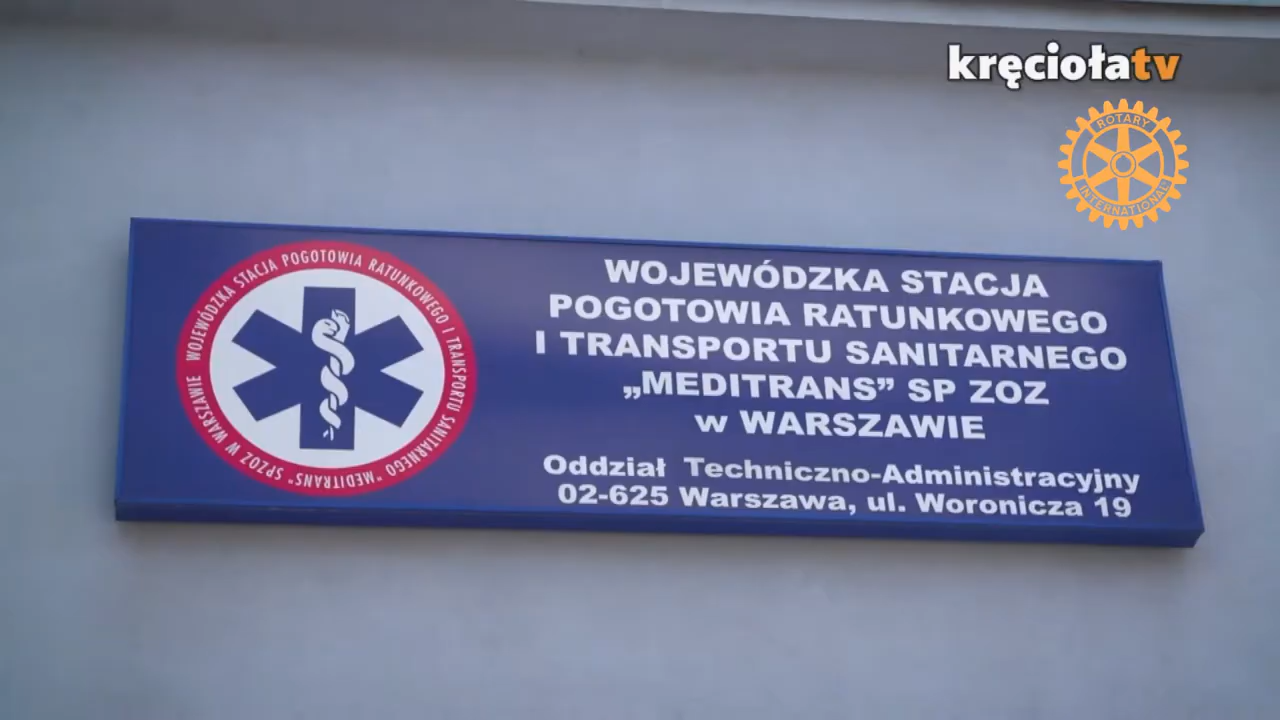 kręciołatv
ROTARY
INTERNATIONAL
WOJEWÓDZKA STACJA POGOTOWIA RATUNKOWEGO I TRANSPORTU SANITARNEGO "MEDITRANS" SPZOZ W WARSZAWIE
WOJEWÓDZKA STACJA
POGOTOWIA RATUNKOWEGO
I TRANSPORTU SANITARNEGO
„MEDITRANS” SP ZOZ
w WARSZAWIE
Oddział Techniczno-Administracyjny
02-625 Warszawa, ul. Woronicza 19